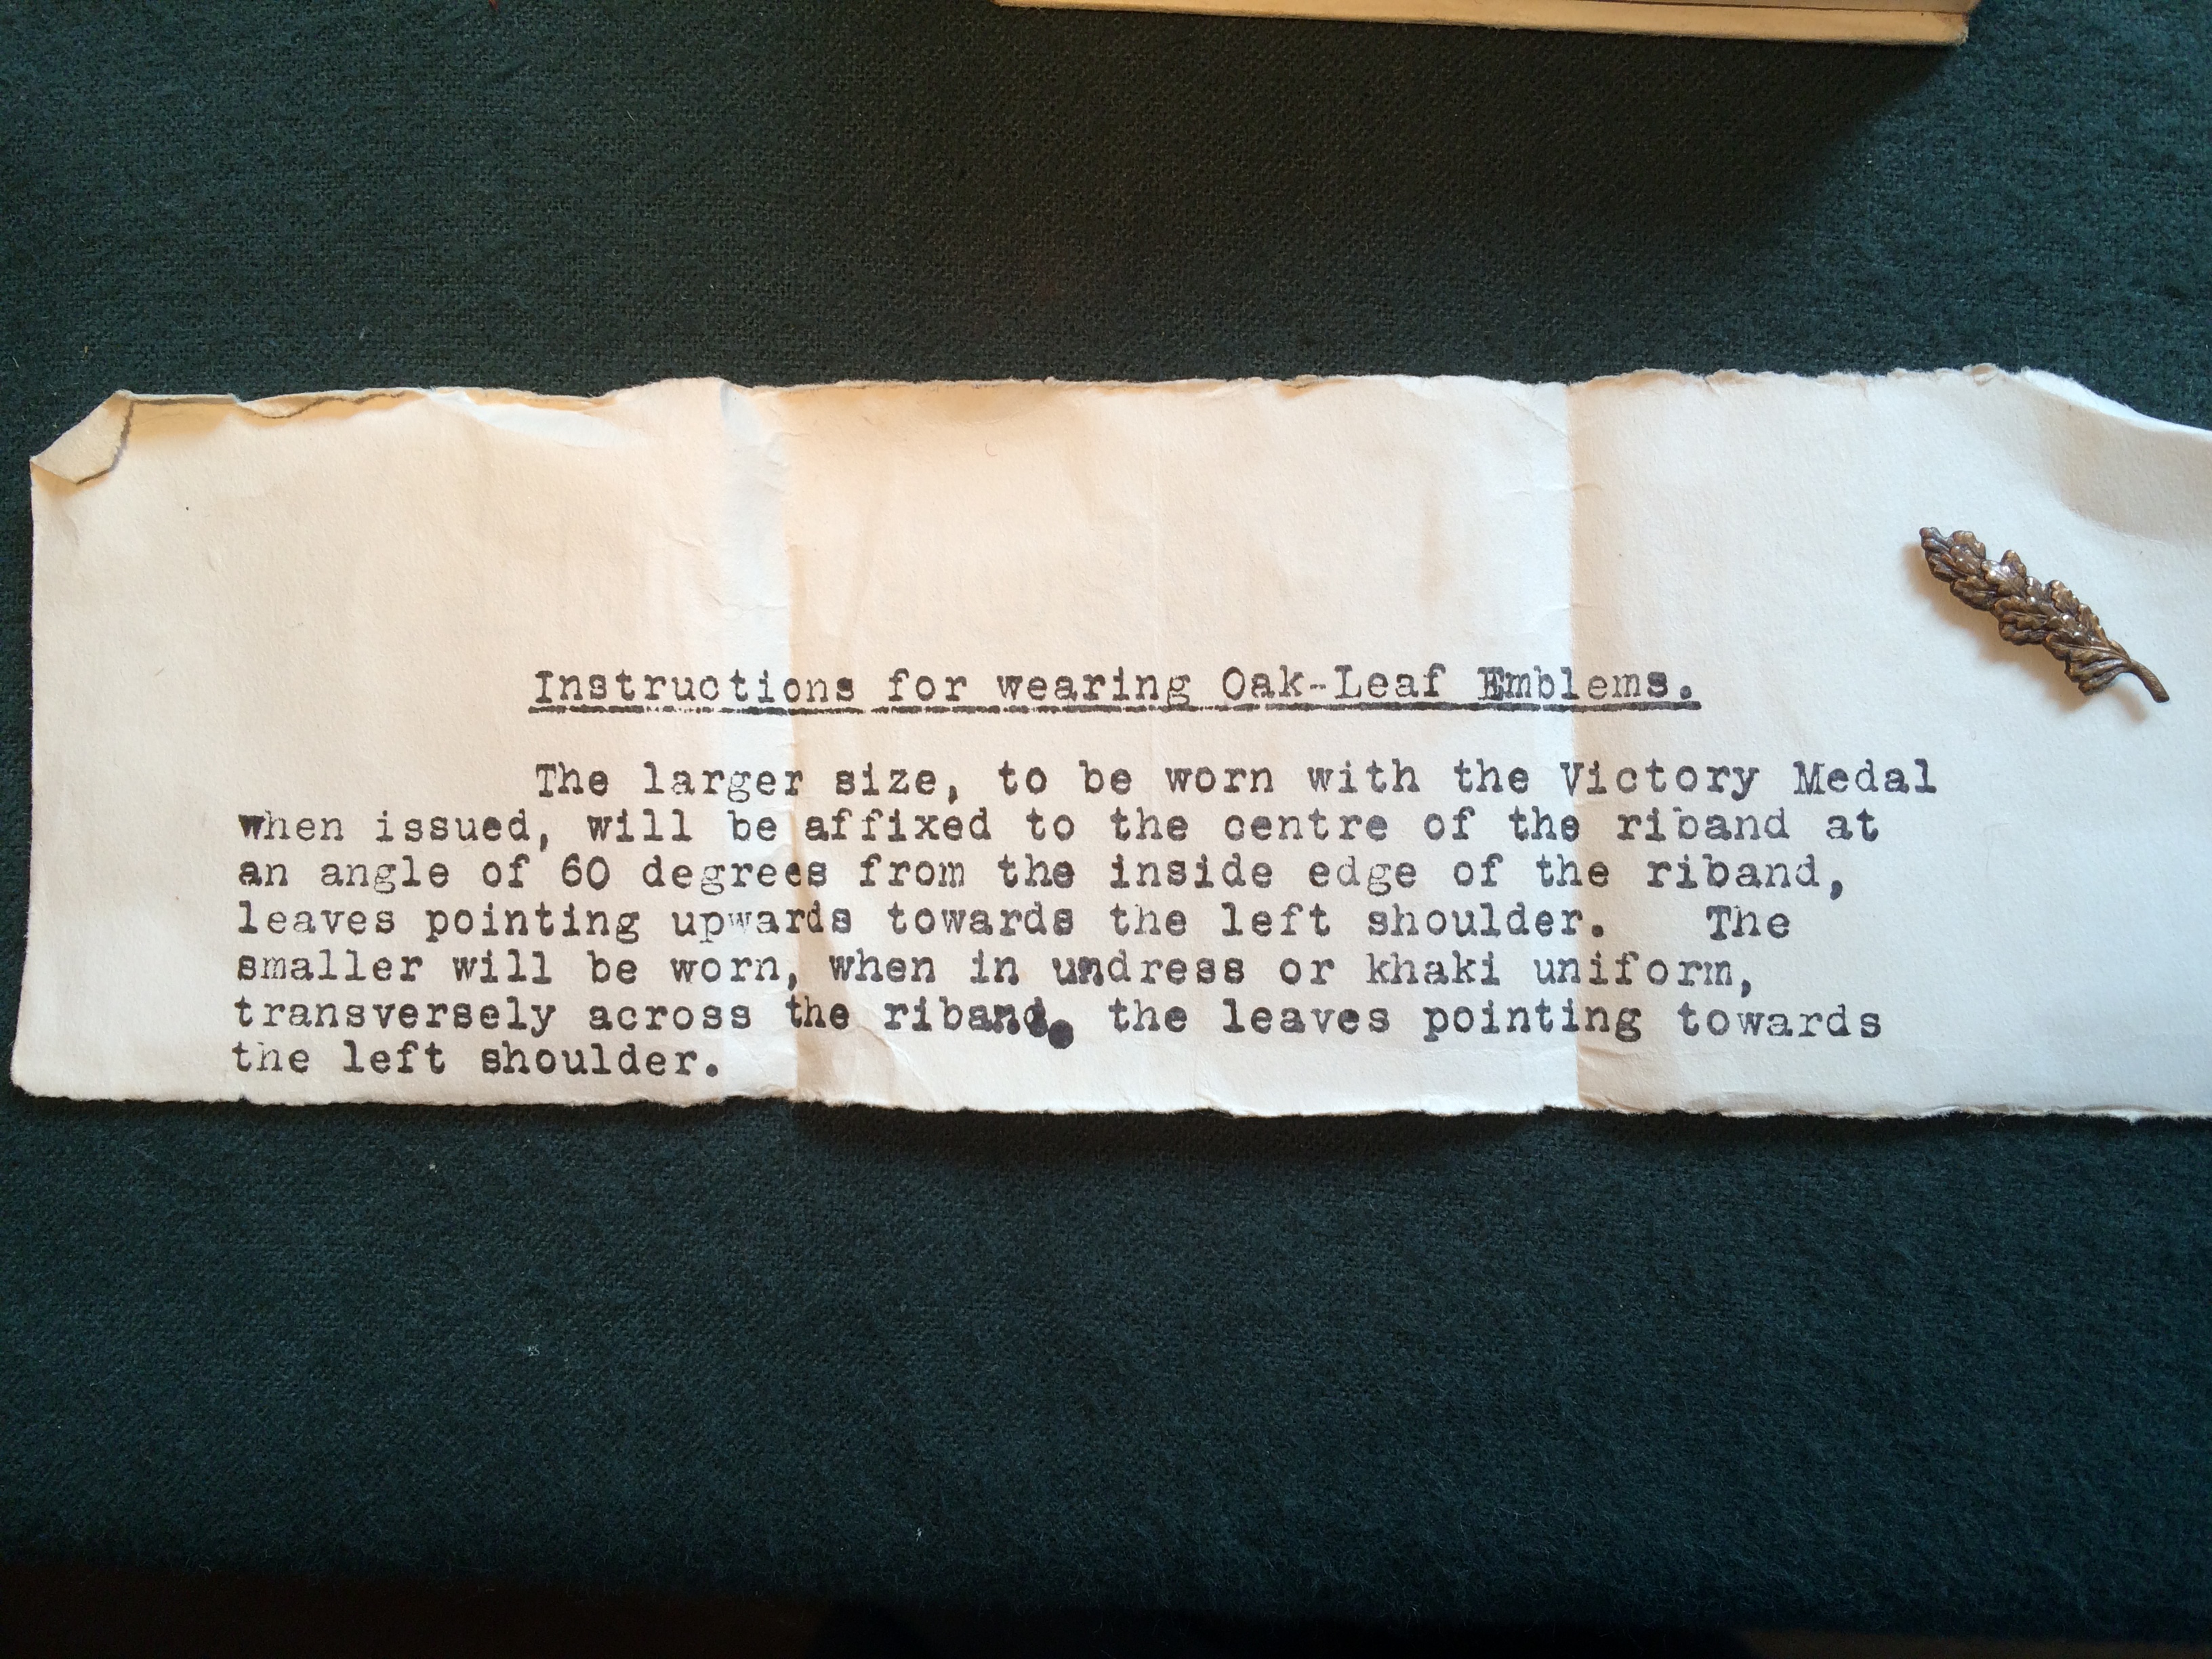 Instructions for wearing Oak-Leaf Emblems.
The larger size, to be worn with the Victory Medal
when issued, will be affixed to the centre of the riband at
an angle of 60 degrees from the inside edge of the riband,
leaves pointing upwards towards the left shoulder. The
smaller will be worn, when in undress or khaki uniform,
transversely across the riband, the leaves pointing towards
the left shoulder.